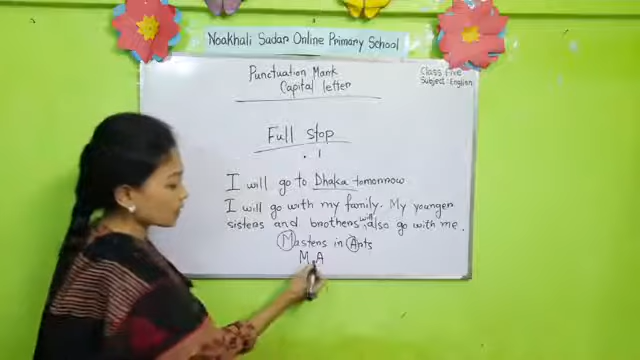 Noakhali Sadar Online Primary School
Punctuation Mark
Capital letter
Class Five
Subject: English
Full stop
. ।
I will go to Dhaka tomorrow
I will go with my family. My younger
sisters and brothers will also go with me.
Masters in Arts
M.A